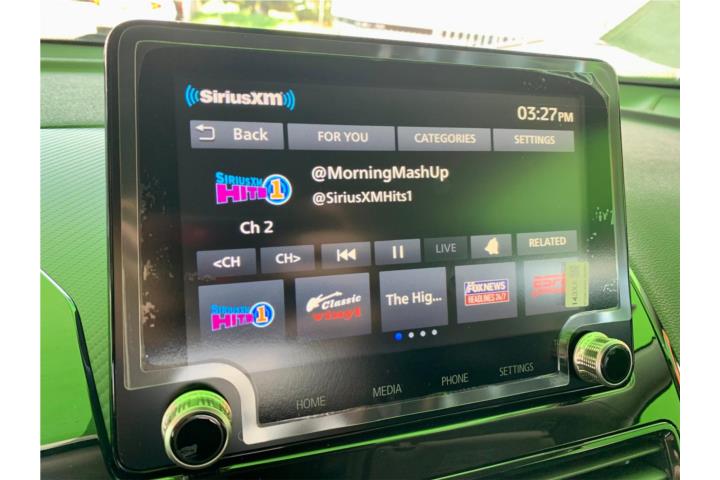 SiriusXM
03:27PM
Back FOR YOU CATEGORIES SETTINGS
SiriusXM HITS 1
@MorningMashUp
@SiriusXMHits1
Ch 2
<CH CH> LIVE RELATED
SiriusXM HITS 1
Classic vinyl
The Hig...
FOX NEWS HEADLINES 24/7
HOME MEDIA PHONE SETTINGS